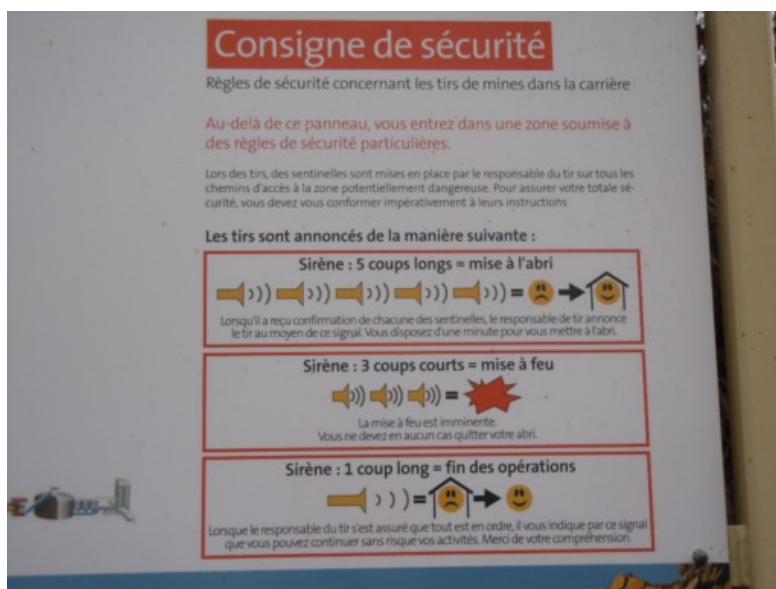 Consigne de sécurité
Règles de sécurité concernant les tirs de mines dans la carrière
Au-delà de ce panneau, vous entrez dans une zone soumise à
des règles de sécurité particulières.
Lors des tirs, des sentinelles sont mises en place par le responsable du tir sur tous les
chemins d'accès à la zone potentiellement dangereuse. Pour assurer votre totale sé-
curité, vous devez vous conformer impérativement à leurs instructions
Les tirs sont annoncés de la manière suivante :
Sirène : 5 coups longs = mise à l'abri
=
Lorsqu'il a reçu confirmation de chacune des sentinelles, le responsable de tir annonce
le tir au moyen de ce signal. Vous disposez d'une minute pour vous mettre à l'abri.
Sirène : 3 coups courts = mise à feu
=
La mise à feu est imminente.
Vous ne devez en aucun cas quitter votre abri.
Sirène : 1 coup long = fin des opérations
=
Lorsque le responsable du tir s'est assuré que tout est en ordre, il vous indique par ce signal
que vous pouvez continuer sans risque vos activités. Merci de votre compréhension.